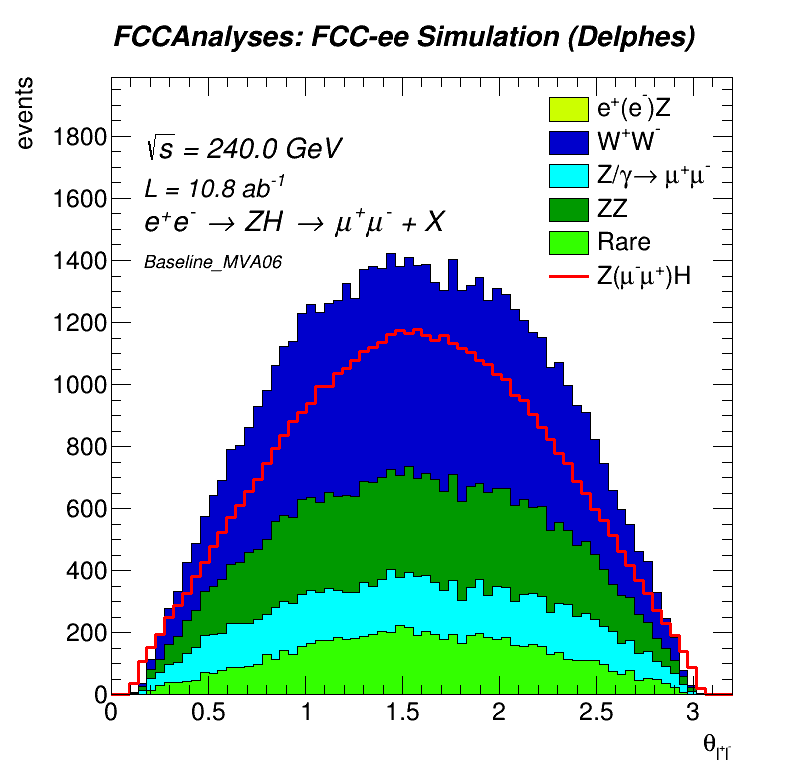 FCCAnalyses: FCC-ee Simulation (Delphes)
events
√s = 240.0 GeV
L = 10.8 ab⁻¹
e⁺e⁻ → ZH → μ⁺μ⁻ + X
Baseline_MVA06
e⁺(e⁻)Z
W⁺W⁻
Z/γ→ μ⁺μ⁻
ZZ
Rare
Z(μ⁻μ⁺)H
1800
1600
1400
1200
1000
800
600
400
200
0
0 0.5 1 1.5 2 2.5 3
θ_l⁺l⁻